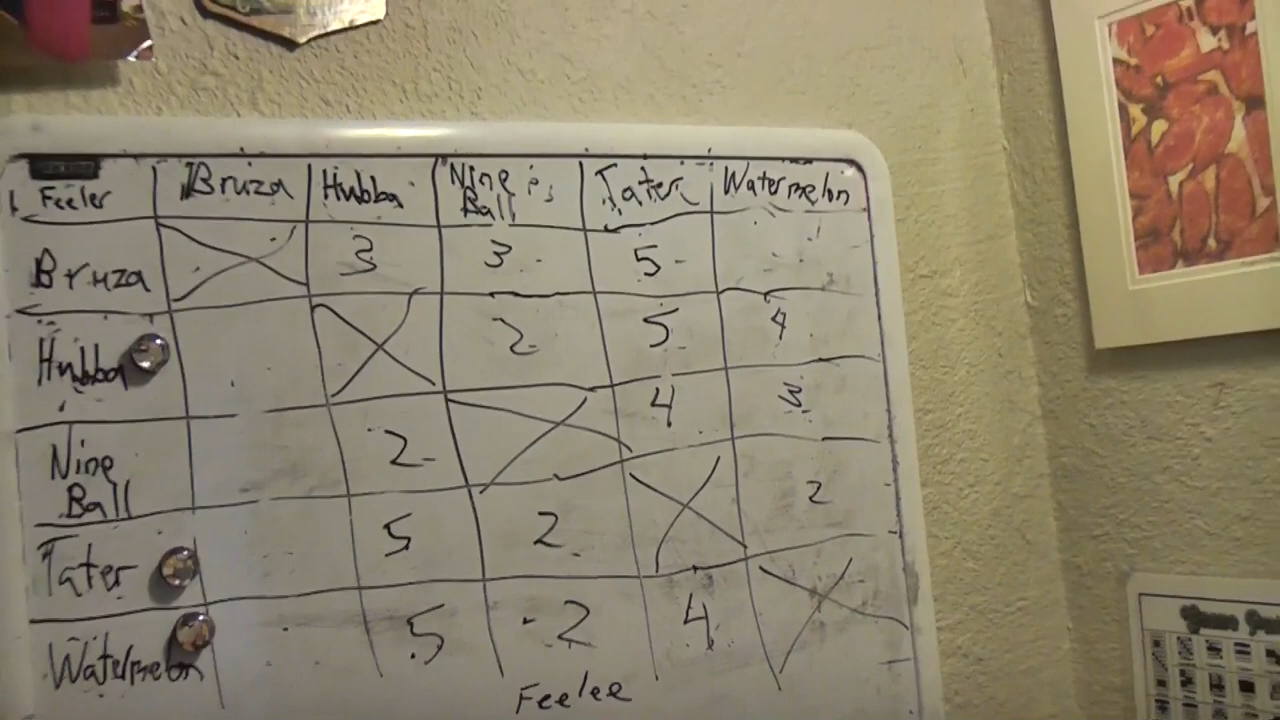 Feeler Bruza Hubba Nine Ball Tater Watermelon
Bruza 3 3 5
Hubba 2 5 4
Nine Ball 2 4 3
Tater 5 2 2
Watermelon 5 2 4
Feelee